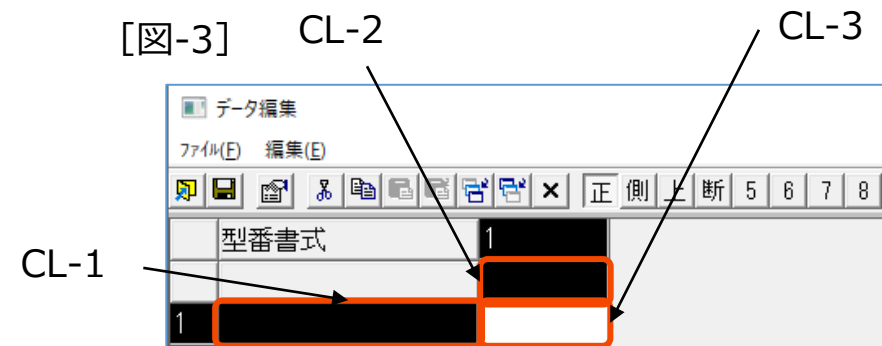 [図-3] CL-2 CL-3
データ編集
ファイル(F) 編集(E)
正 側 上 断 5 6 7 8
型番書式 1
CL-1
1